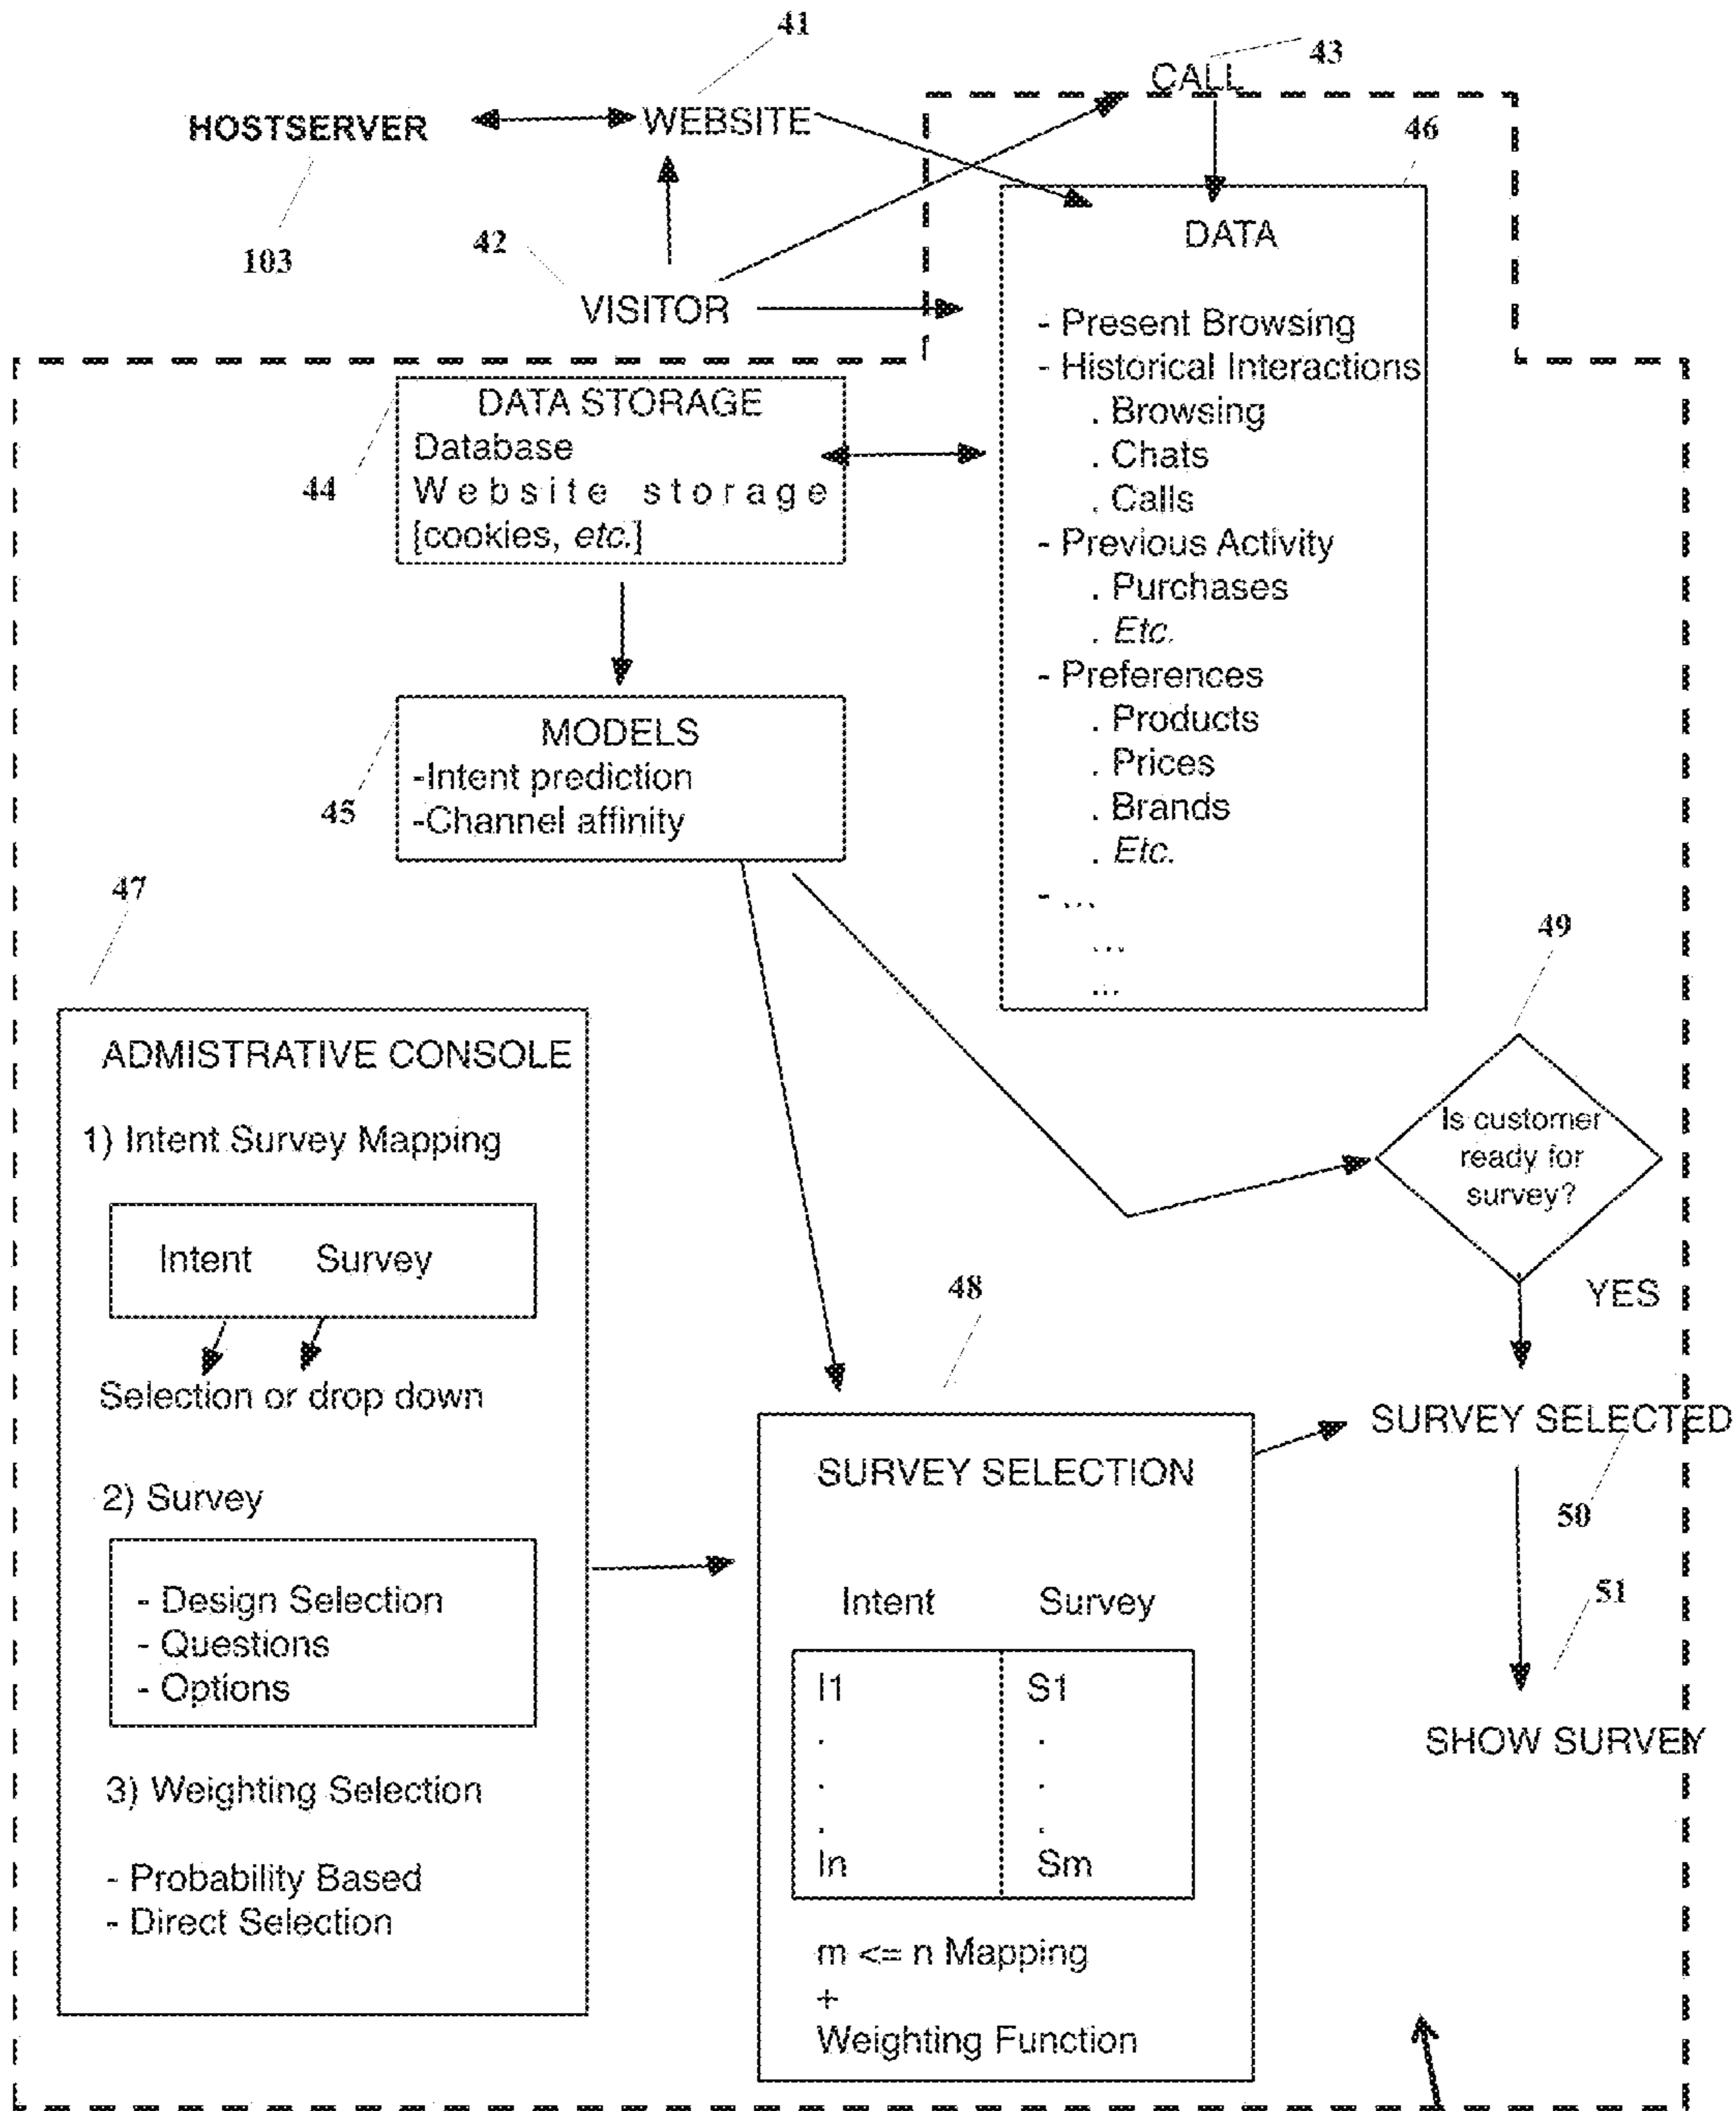 41
43
CALL
HOSTSERVER
WEBSITE
46
103
42
VISITOR
DATA
- Present Browsing
- Historical Interactions
. Browsing
. Chats
. Calls
- Previous Activity
. Purchases
. Etc.
- Preferences
. Products
. Prices
. Brands
. Etc.
- ...
...
...
DATA STORAGE
Database
Website storage
[cookies, etc.]
44
MODELS
-Intent prediction
-Channel affinity
45
47
ADMISTRATIVE CONSOLE
1) Intent Survey Mapping
Intent Survey
Selection or drop down
2) Survey
- Design Selection
- Questions
- Options
3) Weighting Selection
- Probability Based
- Direct Selection
49
Is customer
ready for
survey?
YES
48
SURVEY SELECTION
Intent Survey
I1 S1
. .
. .
. .
In Sm
m <= n Mapping
+
Weighting Function
SURVEY SELECTED
50
51
SHOW SURVEY